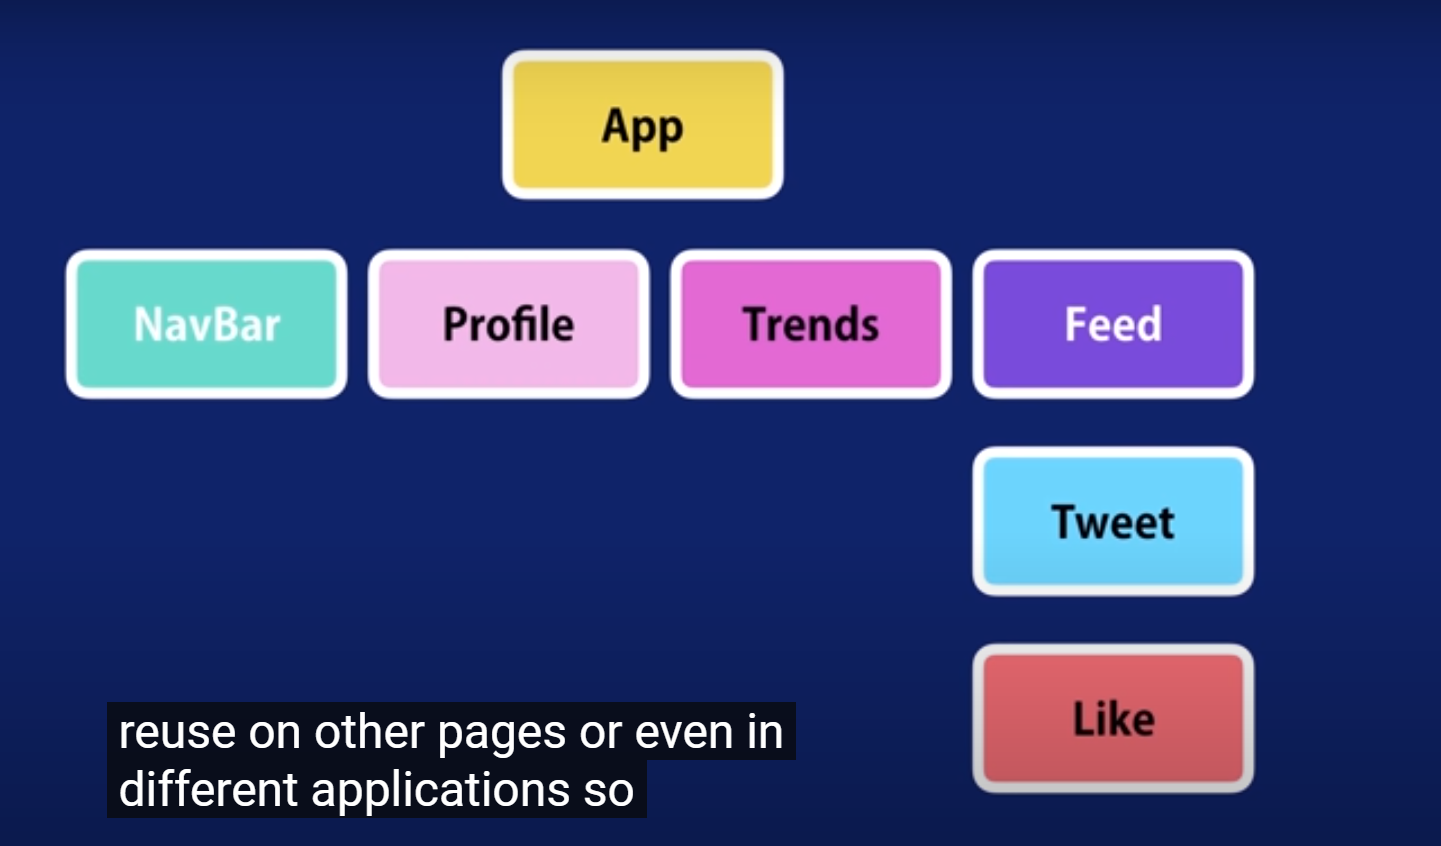 App
NavBar
Profile
Trends
Feed
Tweet
Like
reuse on other pages or even in
different applications so